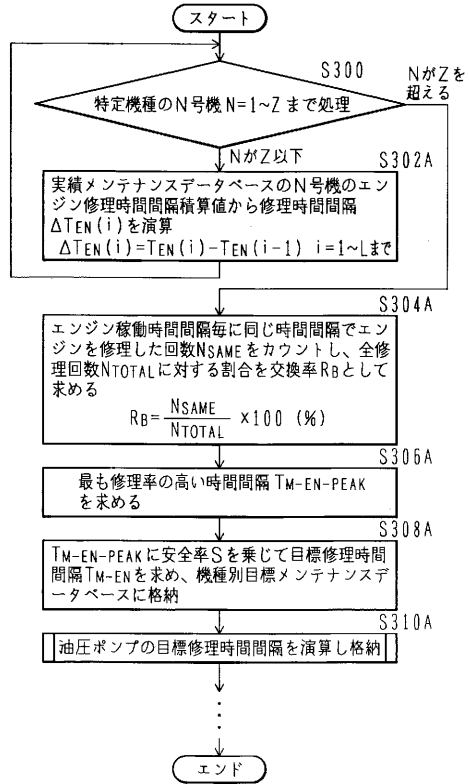 スタート
S300
NがZを
超える
特定機種のN号機N=1~Zまで処理
NがZ以下
S302A
実績メンテナンスデータベースのN号機のエン
ジン修理時間間隔積算値から修理時間間隔
ΔTEN(i)を演算
ΔTEN(i)=TEN(i)-TEN(i-1) i=1~Lまで
S304A
エンジン稼働時間間隔毎に同じ時間間隔でエン
ジンを修理した回数NSAMEをカウントし、全修
理回数NTOTALに対する割合を交換率RBとして
求める
RB=NSAME/NTOTAL ×100 (%)
S306A
最も修理率の高い時間間隔TM-EN-PEAK
を求める
S308A
TM-EN-PEAKに安全率Sを乗じて目標修理時間
間隔TM-ENを求め、機種別目標メンテナンスデ
ータベースに格納
S310A
油圧ポンプの目標修理時間間隔を演算し格納
エンド